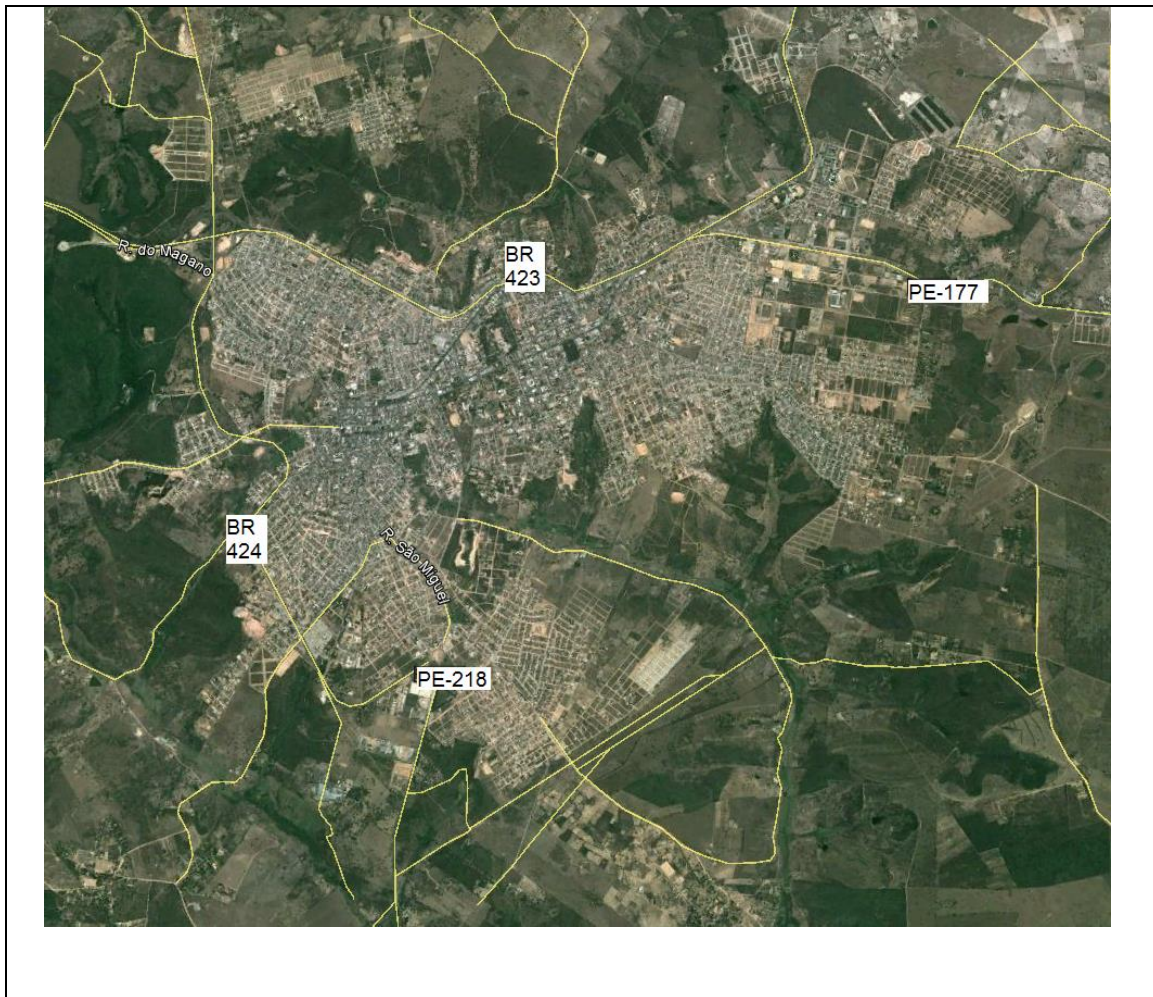 R. do Magano
BR
423
PE-177
BR
424
R. São Miguel
PE-218